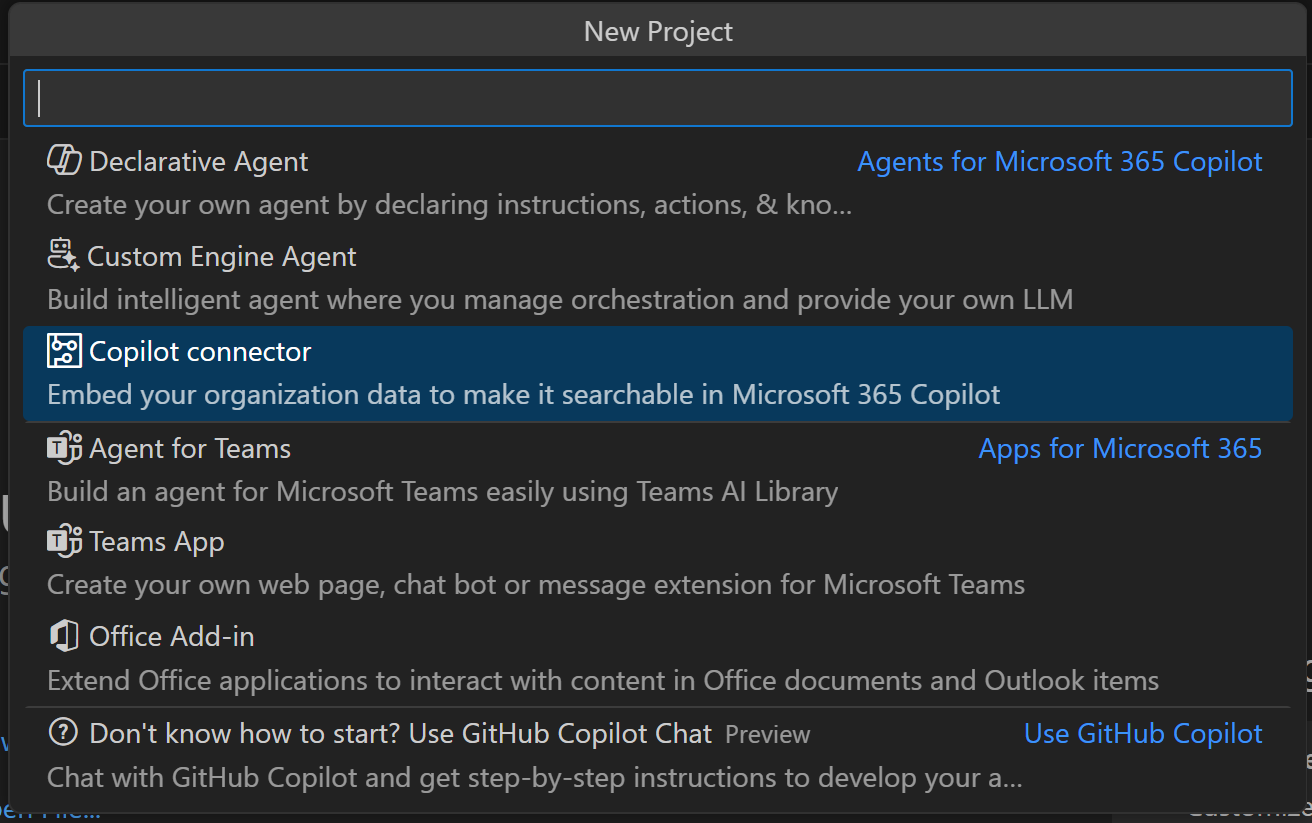 New Project
Declarative Agent Agents for Microsoft 365 Copilot
Create your own agent by declaring instructions, actions, & kno...
Custom Engine Agent
Build intelligent agent where you manage orchestration and provide your own LLM
Copilot connector
Embed your organization data to make it searchable in Microsoft 365 Copilot
Agent for Teams Apps for Microsoft 365
Build an agent for Microsoft Teams easily using Teams AI Library
Teams App
Create your own web page, chat bot or message extension for Microsoft Teams
Office Add-in
Extend Office applications to interact with content in Office documents and Outlook items
Don't know how to start? Use GitHub Copilot Chat Preview Use GitHub Copilot
Chat with GitHub Copilot and get step-by-step instructions to develop your a...